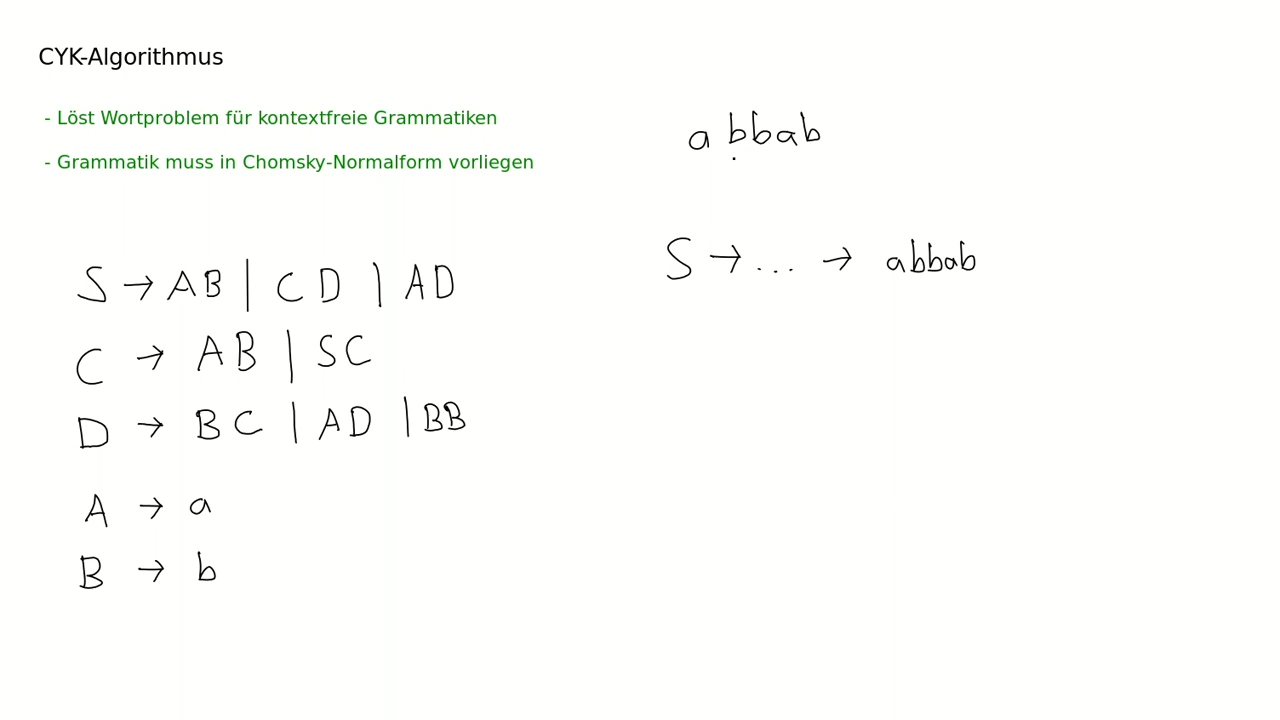 CYK-Algorithmus
- Löst Wortproblem für kontextfreie Grammatiken
- Grammatik muss in Chomsky-Normalform vorliegen
abbab
S → ... → abbab
S → AB | CD | AD
C → AB | SC
D → BC | AD | BB
A → a
B → b